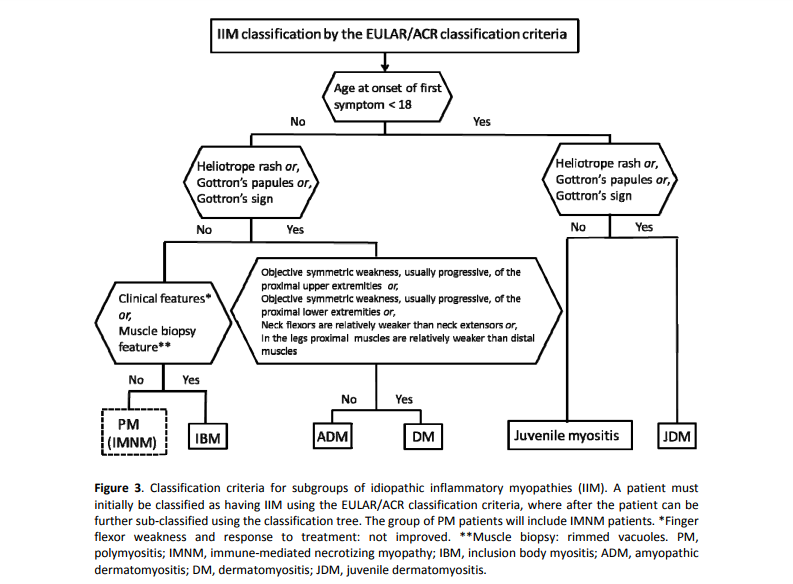 IIM classification by the EULAR/ACR classification criteria
Age at onset of first
symptom < 18
No
Yes
Heliotrope rash or,
Gottron's papules or,
Gottron's sign
Heliotrope rash or,
Gottron's papules or,
Gottron's sign
No
Yes
No
Yes
Clinical features*
or,
Muscle biopsy
feature**
Objective symmetric weakness, usually progressive, of the
proximal upper extremities or,
Objective symmetric weakness, usually progressive, of the
proximal lower extremities or,
Neck flexors are relatively weaker than neck extensors or,
In the legs proximal muscles are relatively weaker than distal
muscles
No
Yes
No
Yes
PM
(IMNM)
IBM
ADM
DM
Juvenile myositis
JDM
Figure 3. Classification criteria for subgroups of idiopathic inflammatory myopathies (IIM). A patient must
initially be classified as having IIM using the EULAR/ACR classification criteria, where after the patient can be
further sub-classified using the classification tree. The group of PM patients will include IMNM patients. *Finger
flexor weakness and response to treatment: not improved. **Muscle biopsy: rimmed vacuoles. PM,
polymyositis; IMNM, immune-mediated necrotizing myopathy; IBM, inclusion body myositis; ADM, amyopathic
dermatomyositis; DM, dermatomyositis; JDM, juvenile dermatomyositis.